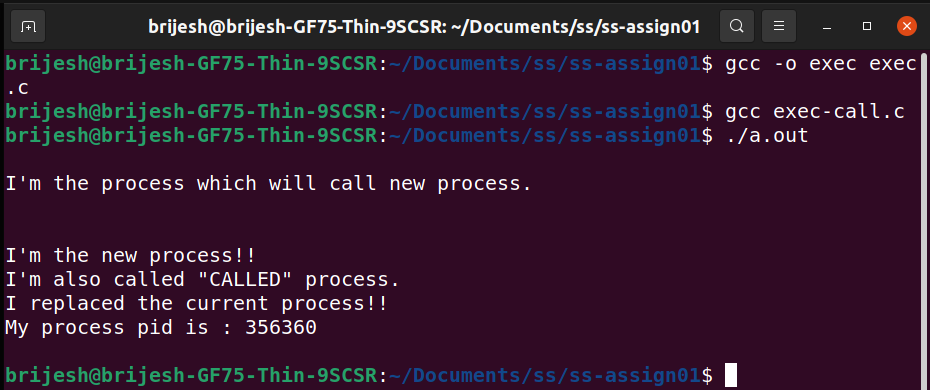 brijesh@brijesh-GF75-Thin-9SCSR: ~/Documents/ss/ss-assign01
brijesh@brijesh-GF75-Thin-9SCSR:~/Documents/ss/ss-assign01$ gcc -o exec exec
.c
brijesh@brijesh-GF75-Thin-9SCSR:~/Documents/ss/ss-assign01$ gcc exec-call.c
brijesh@brijesh-GF75-Thin-9SCSR:~/Documents/ss/ss-assign01$ ./a.out
I'm the process which will call new process.
I'm the new process!!
I'm also called "CALLED" process.
I replaced the current process!!
My process pid is : 356360
brijesh@brijesh-GF75-Thin-9SCSR:~/Documents/ss/ss-assign01$